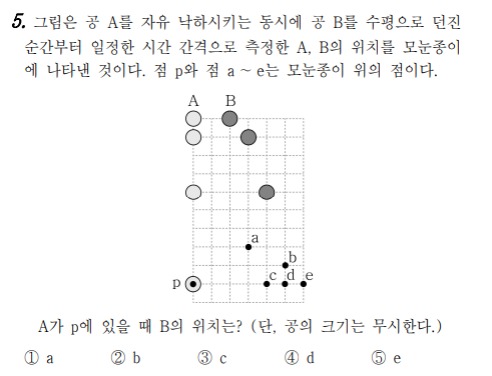 5. 그림은 공 A를 자유 낙하시키는 동시에 공 B를 수평으로 던진
순간부터 일정한 시간 간격으로 측정한 A, B의 위치를 모눈종이
에 나타낸 것이다. 점 p와 점 a ~ e는 모눈종이 위의 점이다.
A B
a
b
p c d e
A가 p에 있을 때 B의 위치는? (단, 공의 크기는 무시한다.)
① a ② b ③ c ④ d ⑤ e